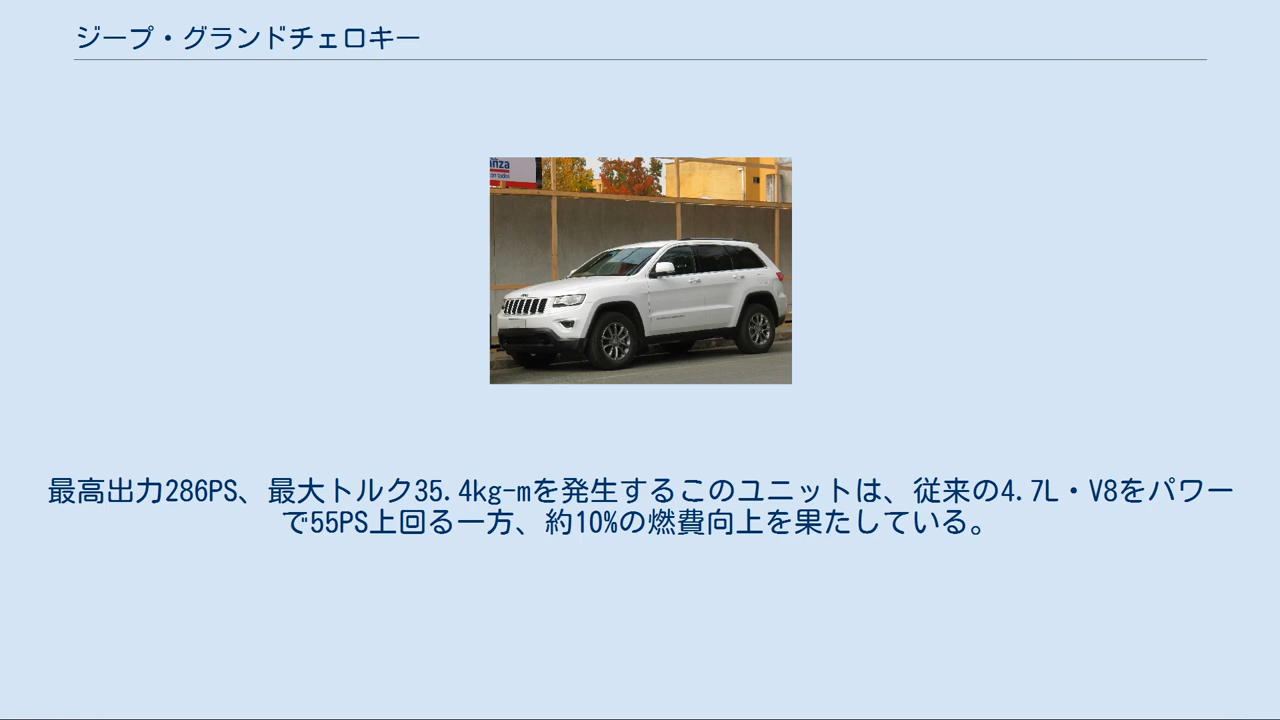 ジープ・グランドチェロキー
anza
最高出力286PS、最大トルク35.4kg-mを発生するこのユニットは、従来の4.7L・V8をパワー
で55PS上回る一方、約10%の燃費向上を果たしている。